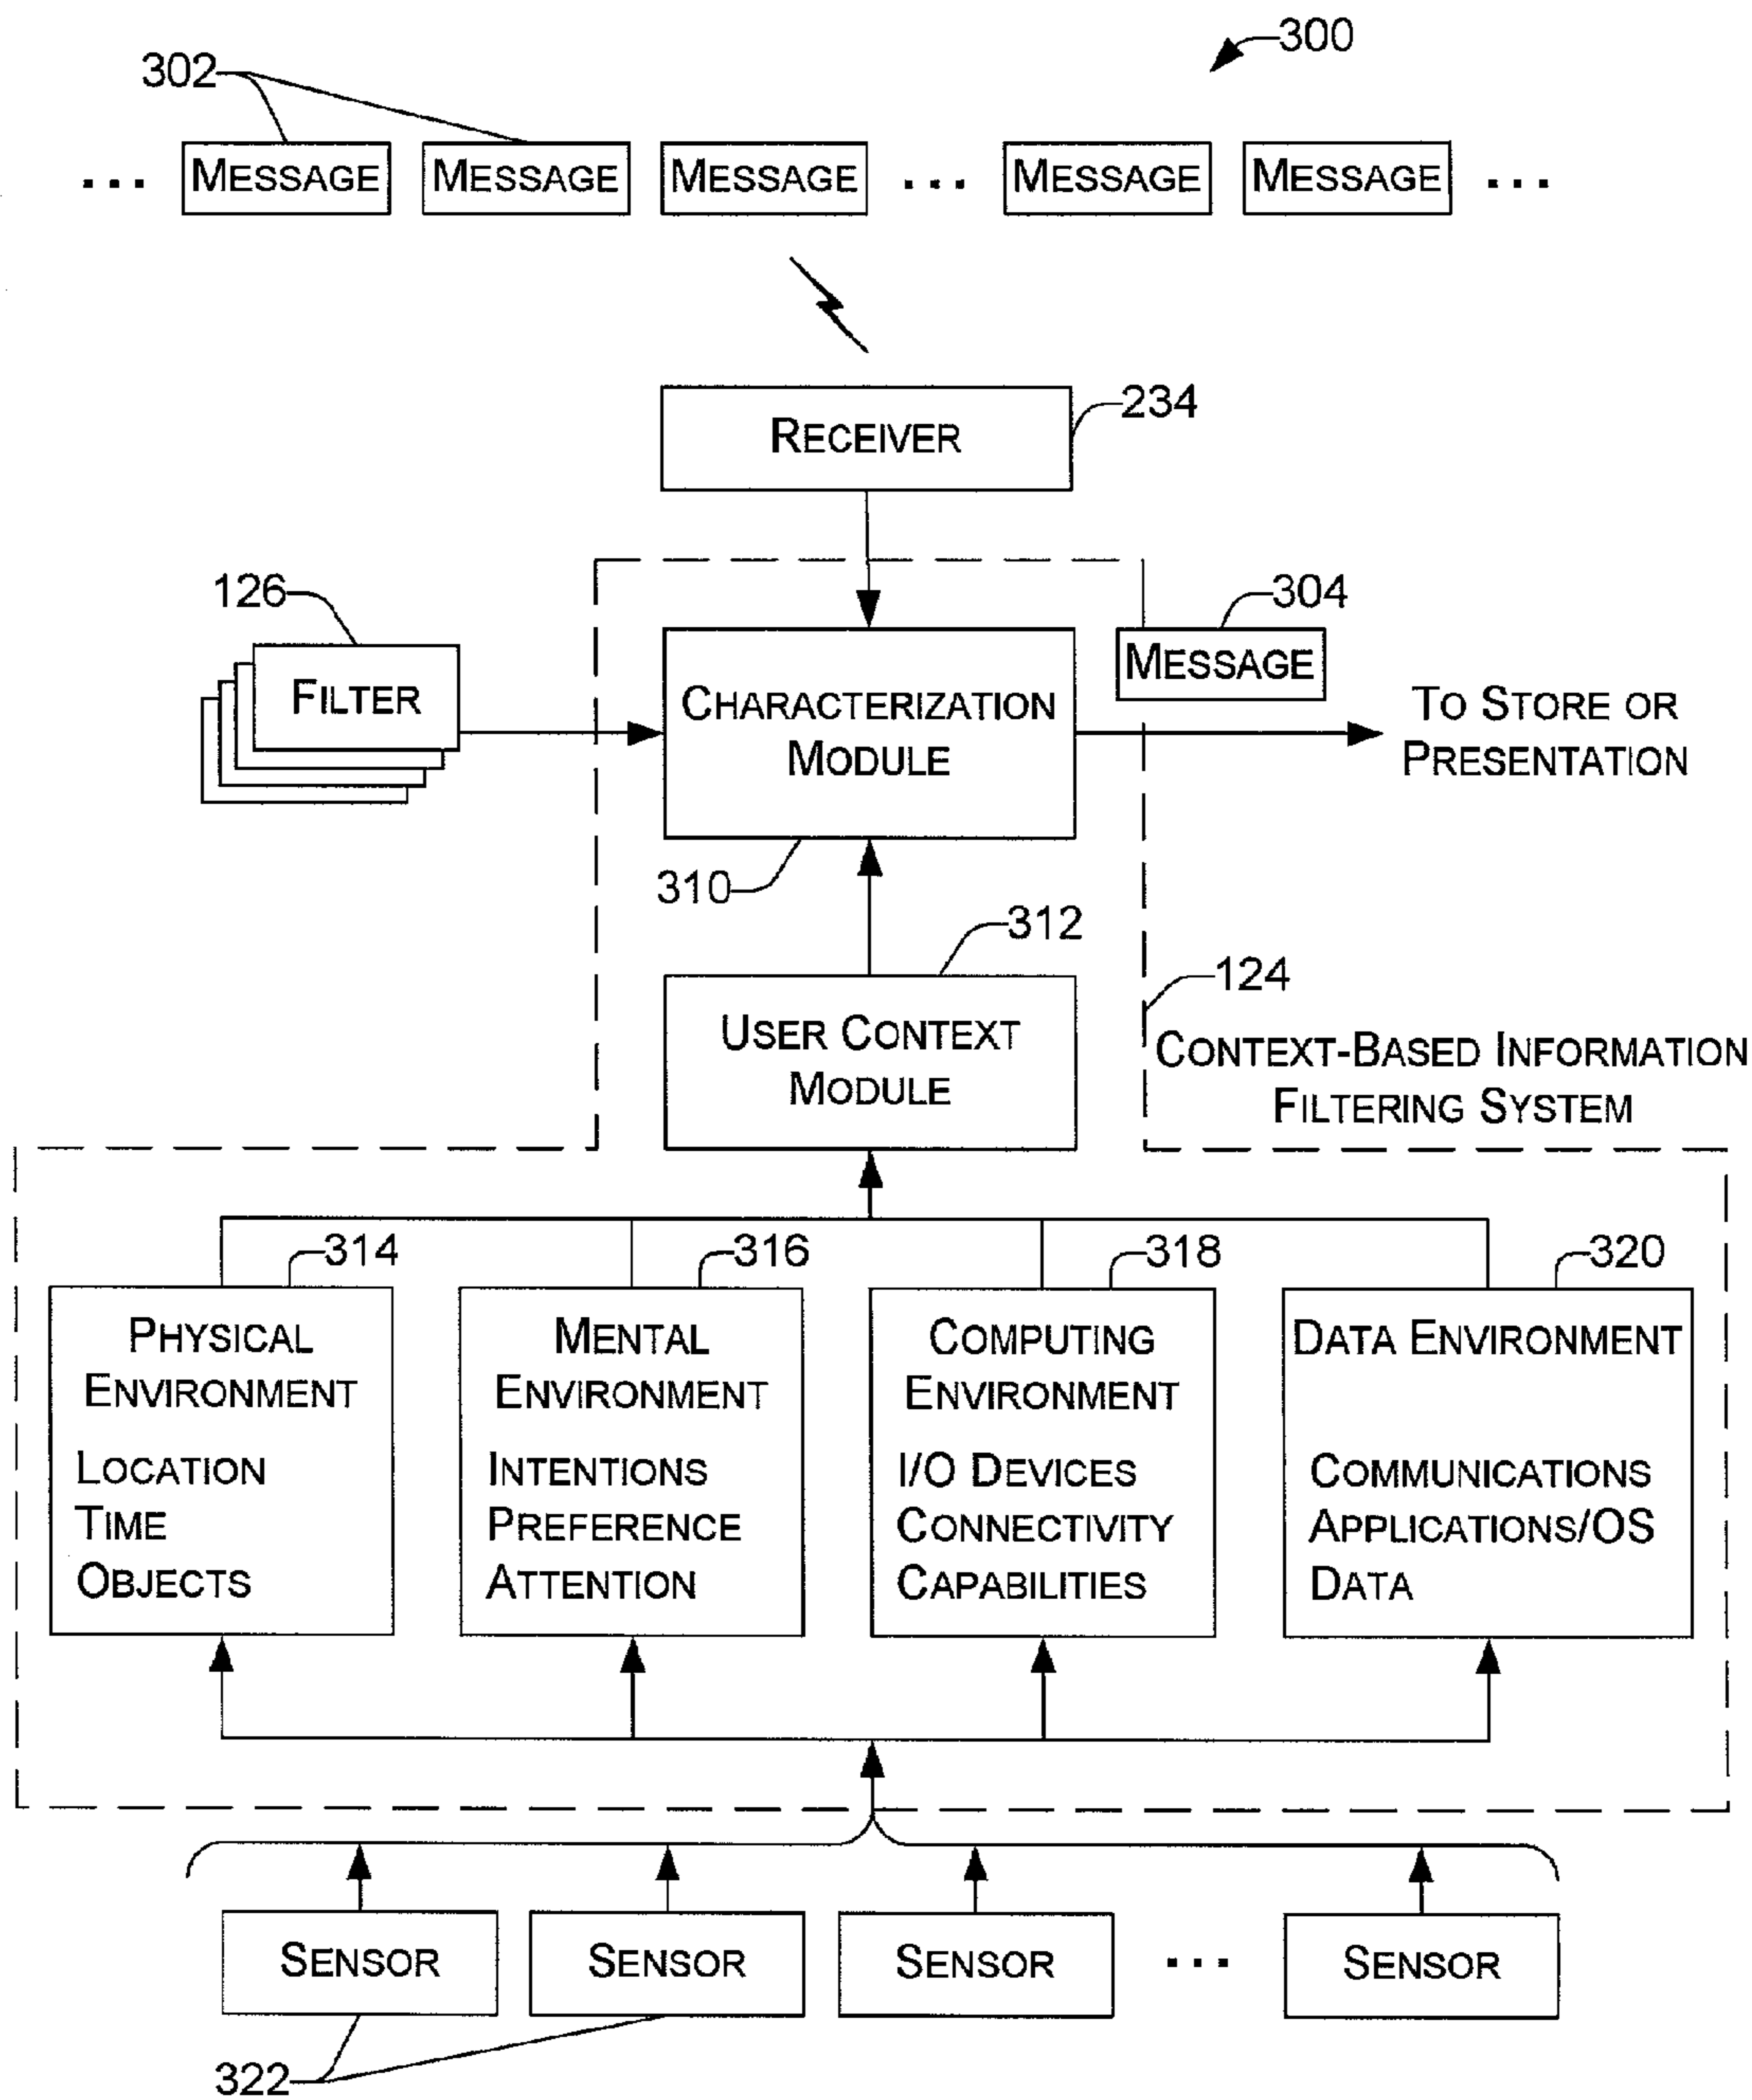 300
302
... MESSAGE MESSAGE MESSAGE ... MESSAGE MESSAGE ...
RECEIVER
234
126
FILTER
304
MESSAGE
CHARACTERIZATION
MODULE
TO STORE OR
PRESENTATION
310
312
USER CONTEXT
MODULE
124
CONTEXT-BASED INFORMATION
FILTERING SYSTEM
314
PHYSICAL
ENVIRONMENT
LOCATION
TIME
OBJECTS
316
MENTAL
ENVIRONMENT
INTENTIONS
PREFERENCE
ATTENTION
318
COMPUTING
ENVIRONMENT
I/O DEVICES
CONNECTIVITY
CAPABILITIES
320
DATA ENVIRONMENT
COMMUNICATIONS
APPLICATIONS/OS
DATA
SENSOR SENSOR SENSOR ... SENSOR
322